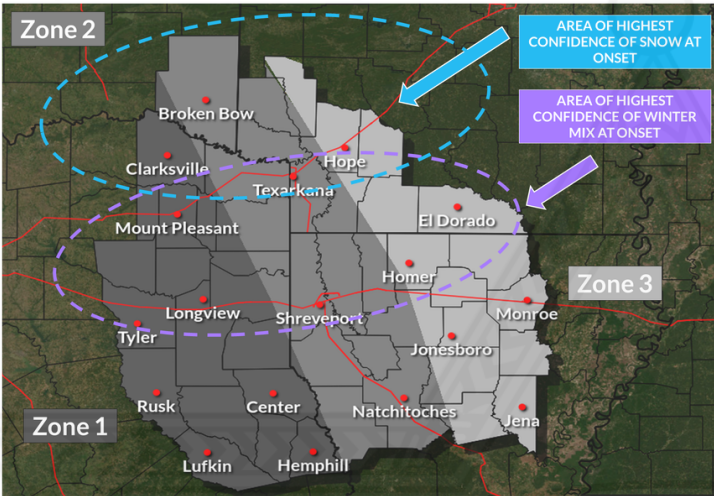 Zone 2
AREA OF HIGHEST
CONFIDENCE OF SNOW AT
ONSET
AREA OF HIGHEST
CONFIDENCE OF WINTER
MIX AT ONSET
Broken Bow
Clarksville
Hope
Texarkana
Mount Pleasant
El Dorado
Homer
Zone 3
Longview
Shreveport
Monroe
Tyler
Jonesboro
Rusk
Center
Natchitoches
Jena
Zone 1
Lufkin
Hemphill